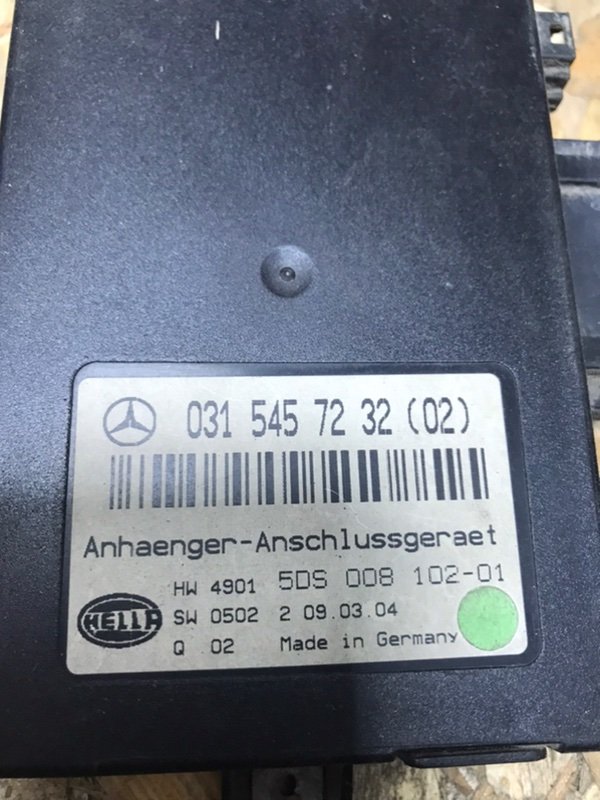 031 545 72 32 (02)
Anhaenger-Anschlussgeraet
HW 4901 5DS 008 102-01
HELLA SW 0502 2 09.03.04
Q 02 Made in Germany